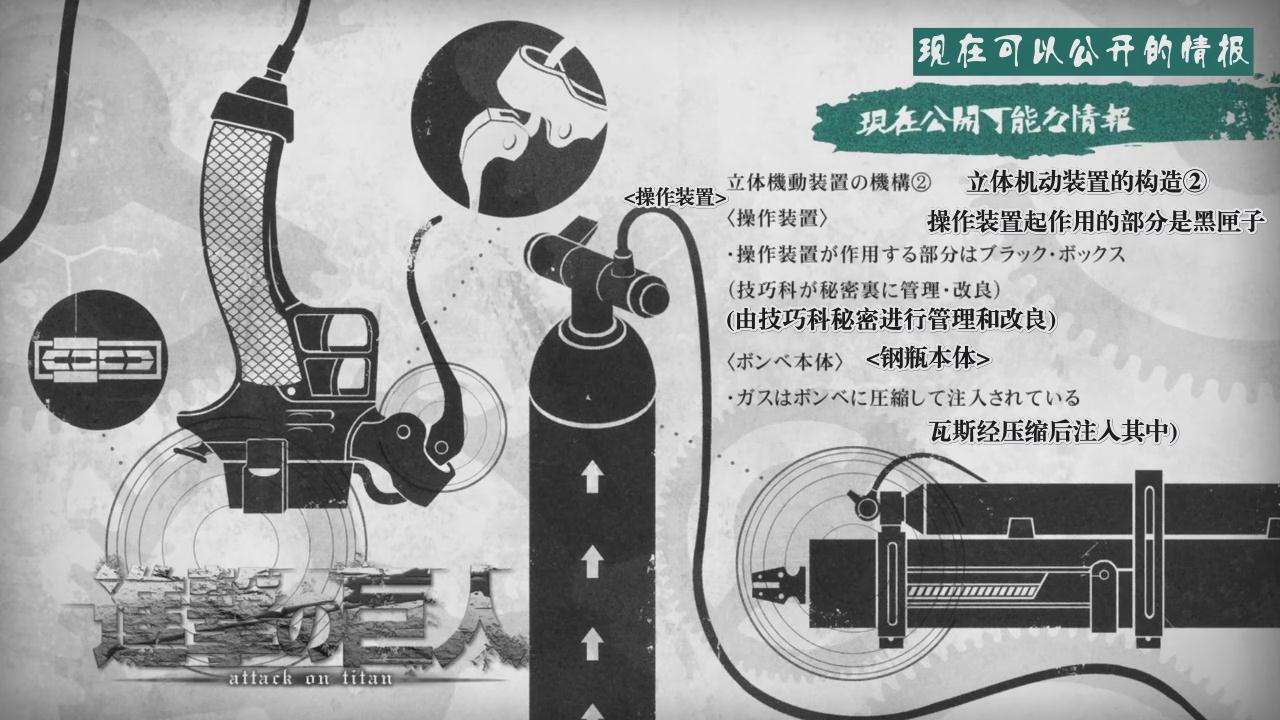 现在可以公开的情报
現在公開可能な情報
立体機動装置の機構② 立体机动装置的构造②
<操作装置>
〈操作装置〉 操作装置起作用的部分是黑匣子
・操作装置が作用する部分はブラック・ボックス
(技巧科が秘密裏に管理・改良)
(由技巧科秘密进行管理和改良)
〈ボンベ本体〉 <钢瓶本体>
・ガスはボンベに圧縮して注入されている
瓦斯经压缩后注入其中)
進撃の巨人
attack on titan